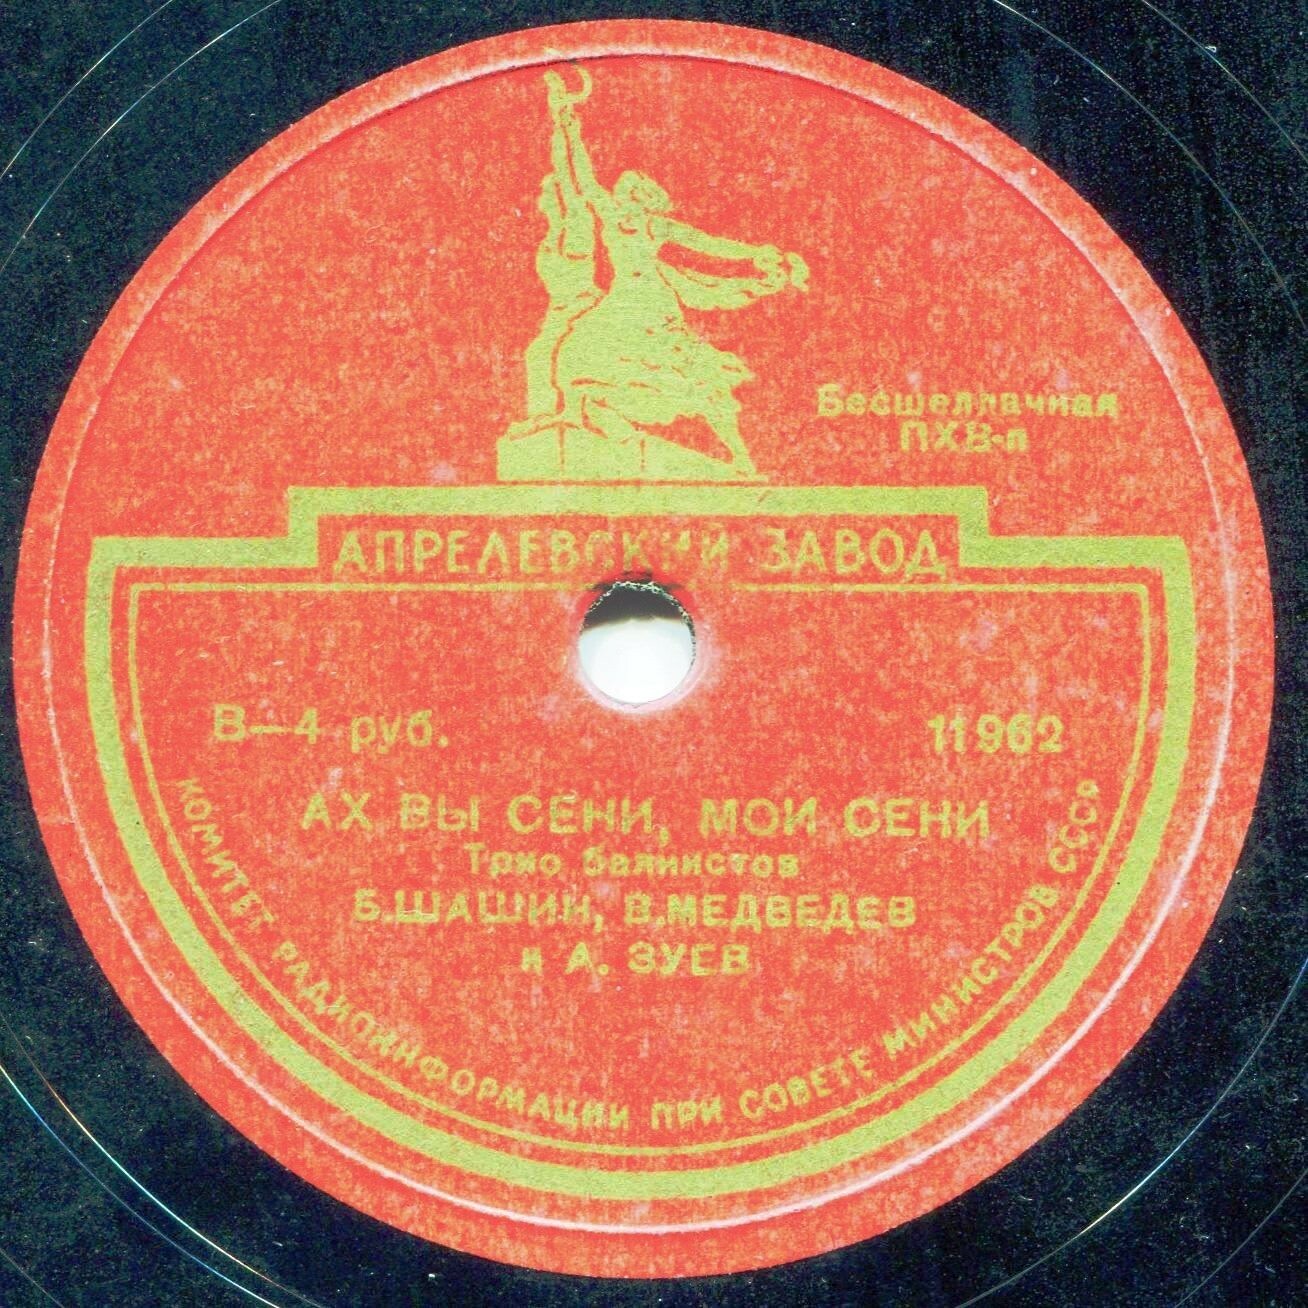 Бесшеллачная
ПХВ-п
АПРЕЛЕВСКИЙ ЗАВОД
В—4 руб.
11962
АХ ВЫ СЕНИ, МОИ СЕНИ
Трио баянистов
Б. ШАШИН, В. МЕДВЕДЕВ
и А. ЗУЕВ
КОМИТЕТ РАДИОИНФОРМАЦИИ ПРИ СОВЕТЕ МИНИСТРОВ СССР